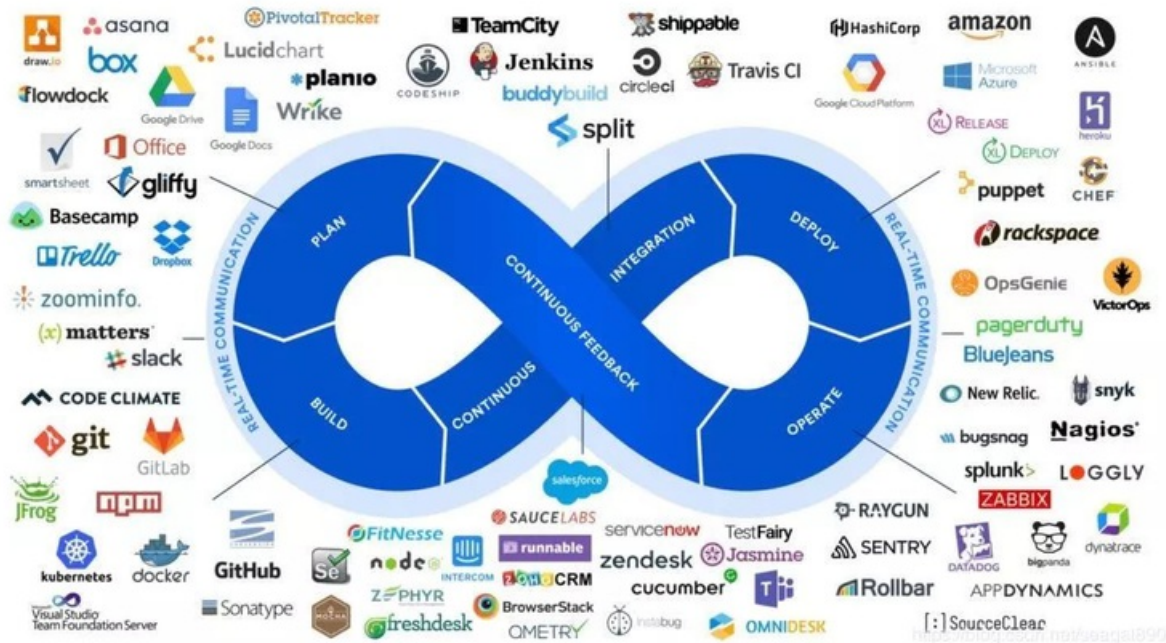 draw.io
asana
PivotalTracker
TeamCity
shippable
HashiCorp
amazon
ANSIBLE
box
Lucidchart
planio
CODESHIP
Jenkins
circleci
Travis CI
Google Cloud Platform
Microsoft
Azure
flowdock
Google Drive
Google Docs
Wrike
buddybuild
split
XL RELEASE
heroku
smartsheet
Office
gliffy
XL DEPLOY
puppet
CHEF
Basecamp
Trello
Dropbox
rackspace
zoominfo.
OpsGenie
VictorOps
(x) matters
slack
pagerduty
BlueJeans
REAL-TIME COMMUNICATION
PLAN
CONTINUOUS FEEDBACK
INTEGRATION
DEPLOY
REAL-TIME COMMUNICATION
BUILD
CONTINUOUS
OPERATE
CODE CLIMATE
New Relic.
snyk
git
GitLab
bugsnag
Nagios
splunk>
LOGGLY
JFrog
npm
salesforce
ZABBIX
kubernetes
docker
GitHub
FitNesse
SAUCELABS
servicenow
TestFairy
RAYGUN
Se
node
INTERCOM
runnable
zendesk
Jasmine
SENTRY
DATADOG
bigpanda
dynatrace
Visual Studio
Team Foundation Server
Sonatype
MOCHA
ZEPHYR
freshdesk
ZOHO CRM
BrowserStack
QMETRY
cucumber
instabug
T
OMNIDESK
Rollbar
APPDYNAMICS
[:]SourceClear